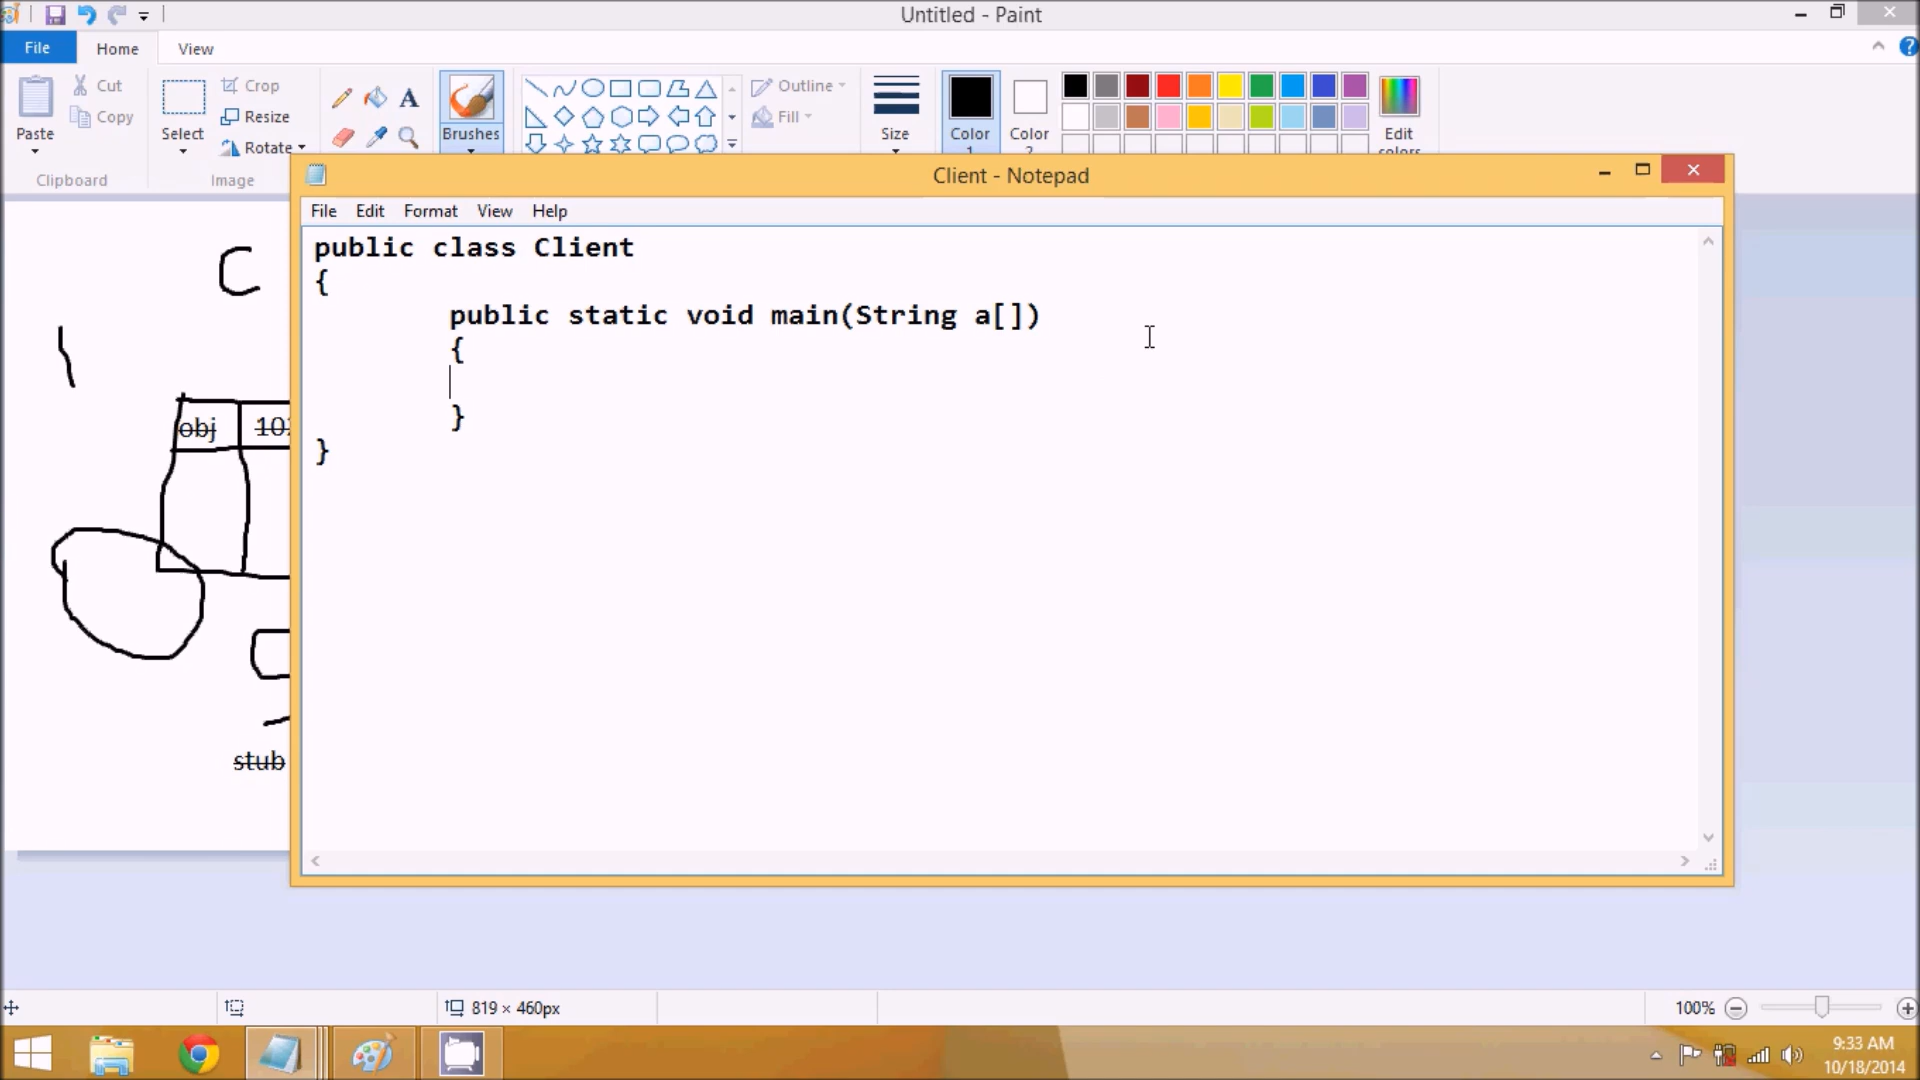 Untitled - Paint
File Home View
Paste Cut Copy Select Crop Resize Rotate A Brushes Outline Fill Size Color 1 Color 2 Edit colors
Clipboard Image
Client - Notepad
File Edit Format View Help
public class Client
{
public static void main(String a[])
{
}
}
C
obj
stub
819 × 460px
100%
9:33 AM
10/18/2014